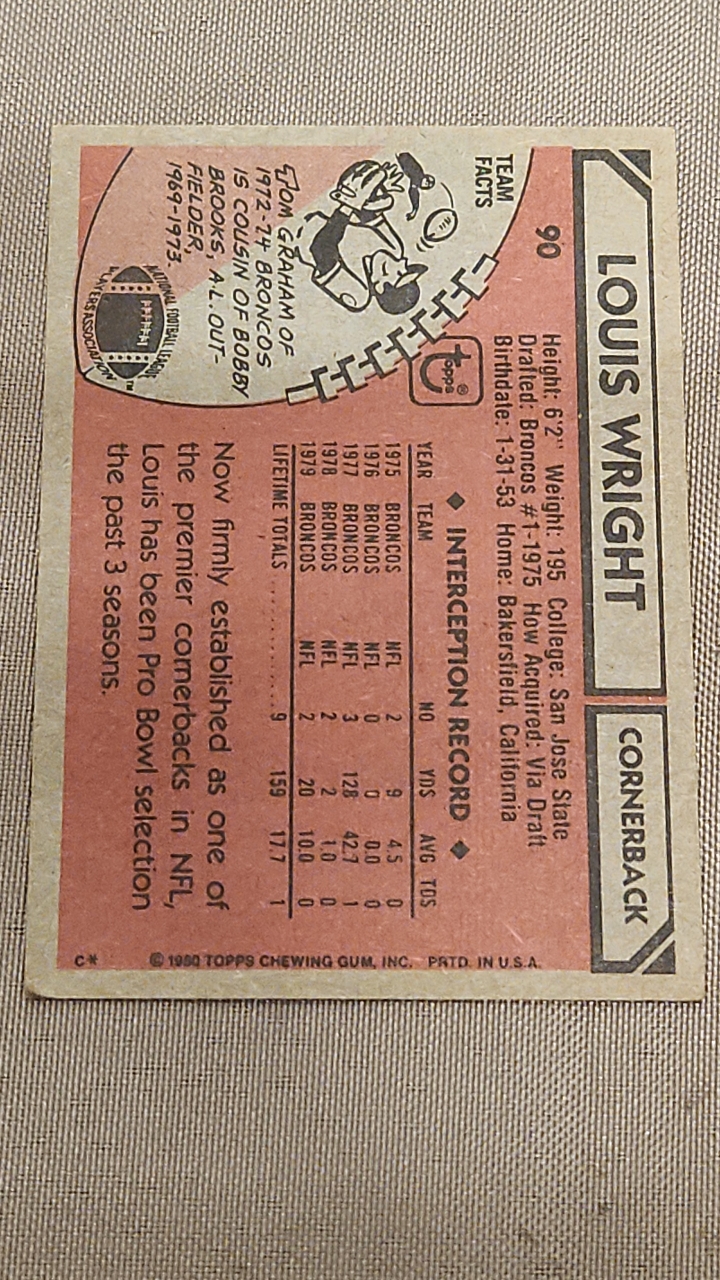 LOUIS WRIGHT CORNERBACK
90
Height: 6'2" Weight: 195 College: San Jose State
Drafted: Broncos #1-1975 How Acquired: Via Draft
Birthdate: 1-31-53 Home: Bakersfield, California
TEAM
FACTS
topps®
◆ INTERCEPTION RECORD ◆
YEAR TEAM NO YDS AVG TDS
1975 BRONCOS NFL 2 9 4.5 0
1976 BRONCOS NFL 0 0 0.0 0
1977 BRONCOS NFL 3 128 42.7 1
1978 BRONCOS NFL 2 2 1.0 0
1979 BRONCOS NFL 2 20 10.0 0
LIFETIME TOTALS .......... 9 159 17.7 1
TOM GRAHAM OF
1972-74 BRONCOS
IS COUSIN OF BOBBY
BROOKS, A.L. OUT-
FIELDER,
1969-1973.
NATIONAL FOOTBALL LEAGUE
PLAYERS ASSOCIATION™
Now firmly established as one of
the premier cornerbacks in NFL,
Louis has been Pro Bowl selection
the past 3 seasons.
C* © 1980 TOPPS CHEWING GUM, INC. PRTD. IN U.S.A.